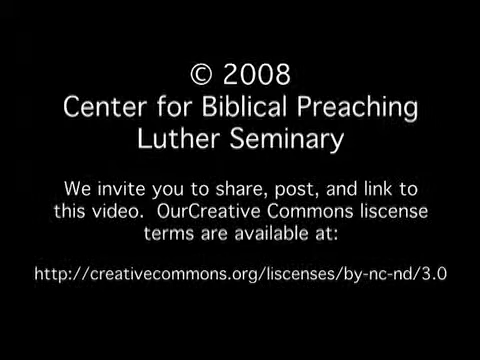 © 2008
Center for Biblical Preaching
Luther Seminary
We invite you to share, post, and link to
this video.  OurCreative Commons liscense
terms are available at:
http://creativecommons.org/liscenses/by-nc-nd/3.0